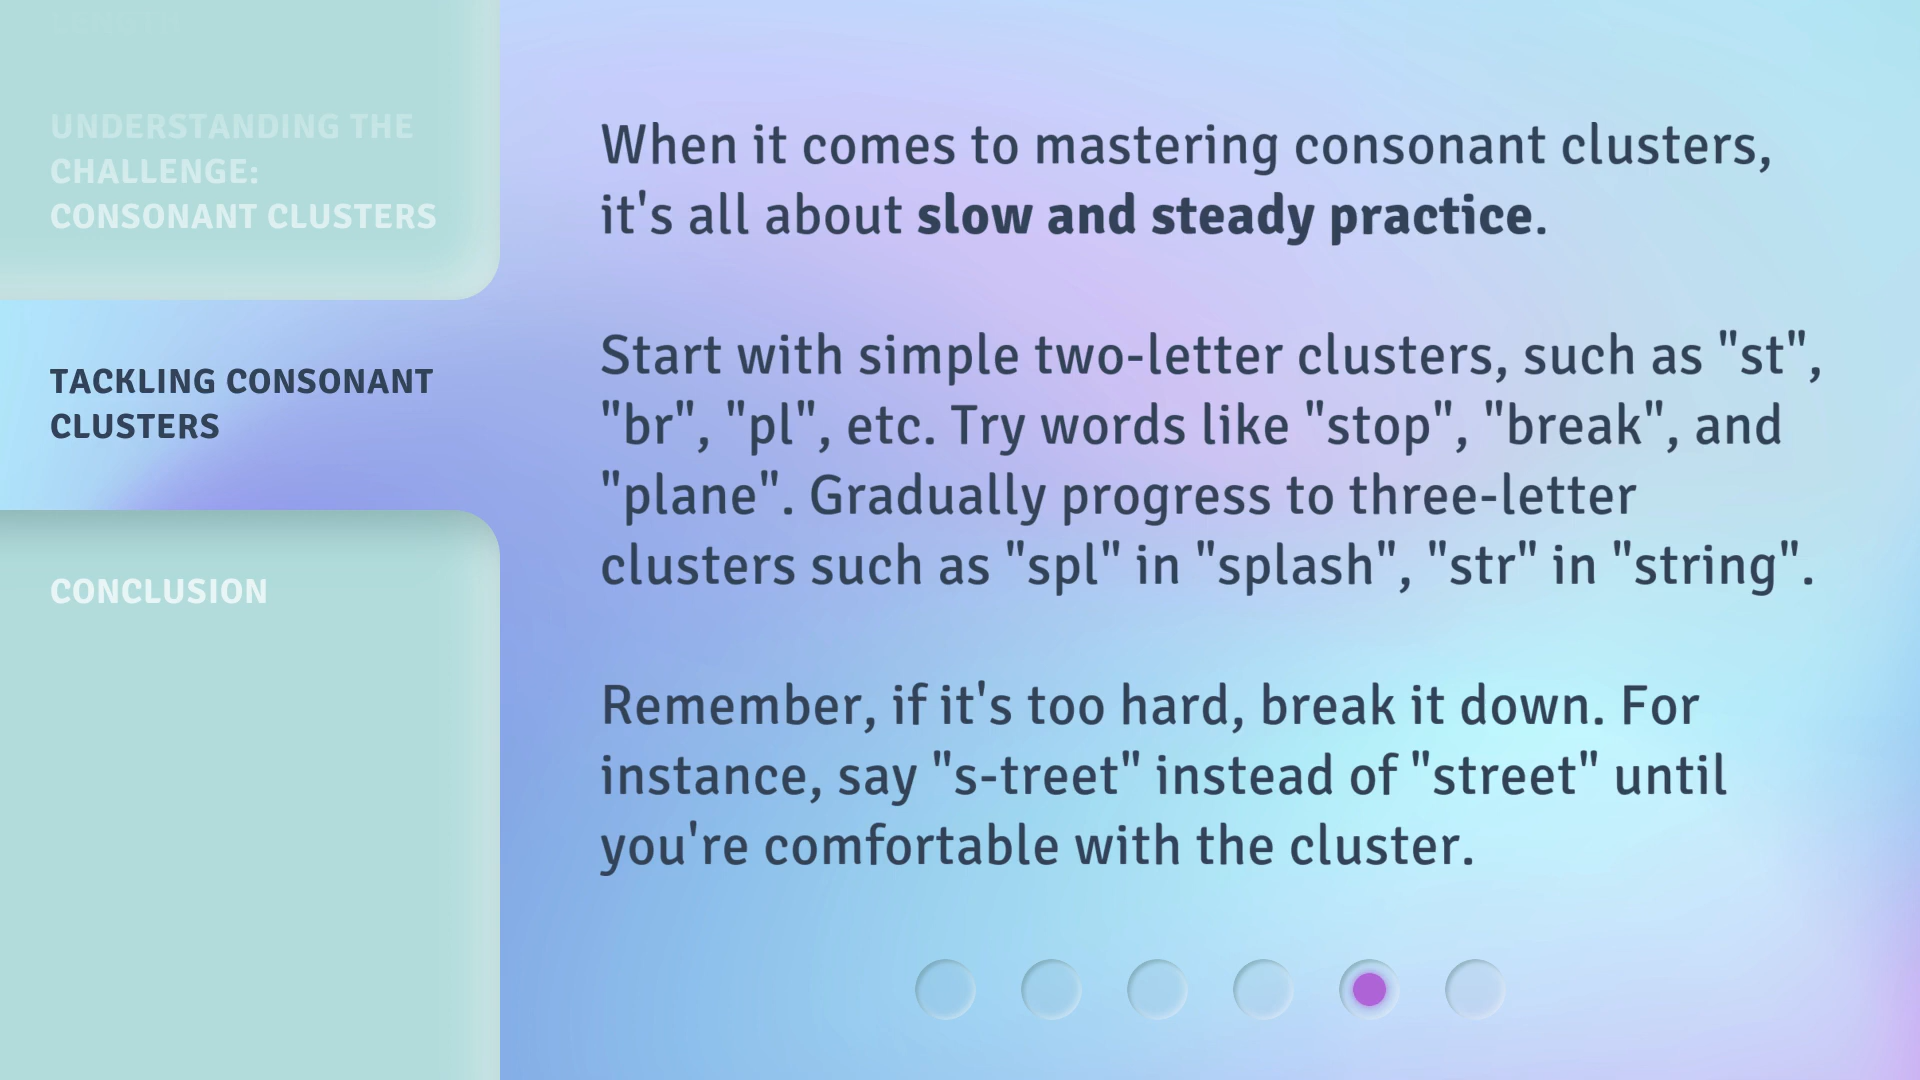 LENGTH
UNDERSTANDING THE
CHALLENGE:
CONSONANT CLUSTERS
TACKLING CONSONANT
CLUSTERS
CONCLUSION
When it comes to mastering consonant clusters,
it's all about slow and steady practice.
Start with simple two-letter clusters, such as "st",
"br", "pl", etc. Try words like "stop", "break", and
"plane". Gradually progress to three-letter
clusters such as "spl" in "splash", "str" in "string".
Remember, if it's too hard, break it down. For
instance, say "s-treet" instead of "street" until
you're comfortable with the cluster.